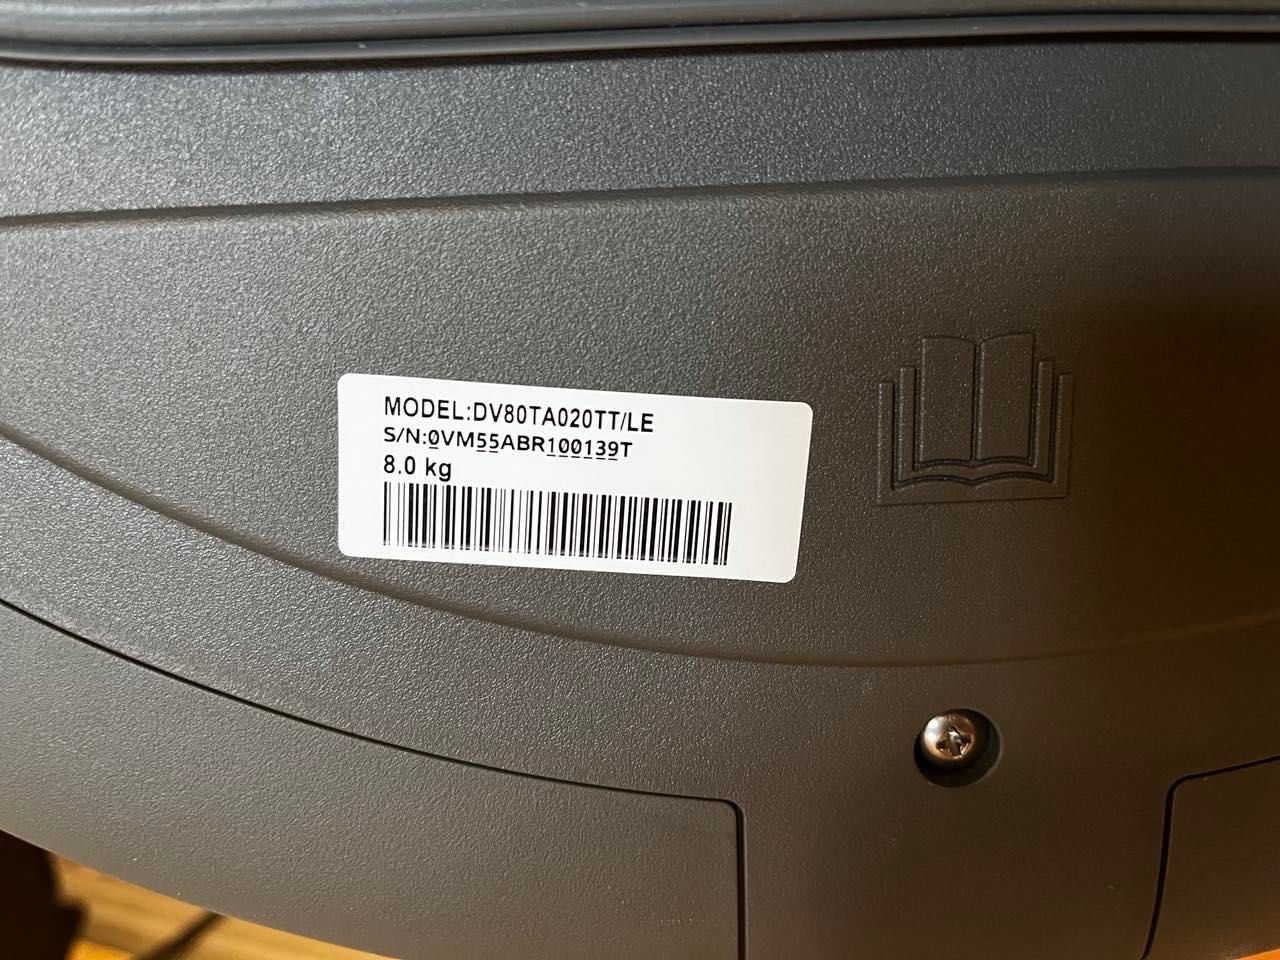 MODEL:DV80TA020TT/LE
S/N:0VM55ABR100139T
8.0 kg